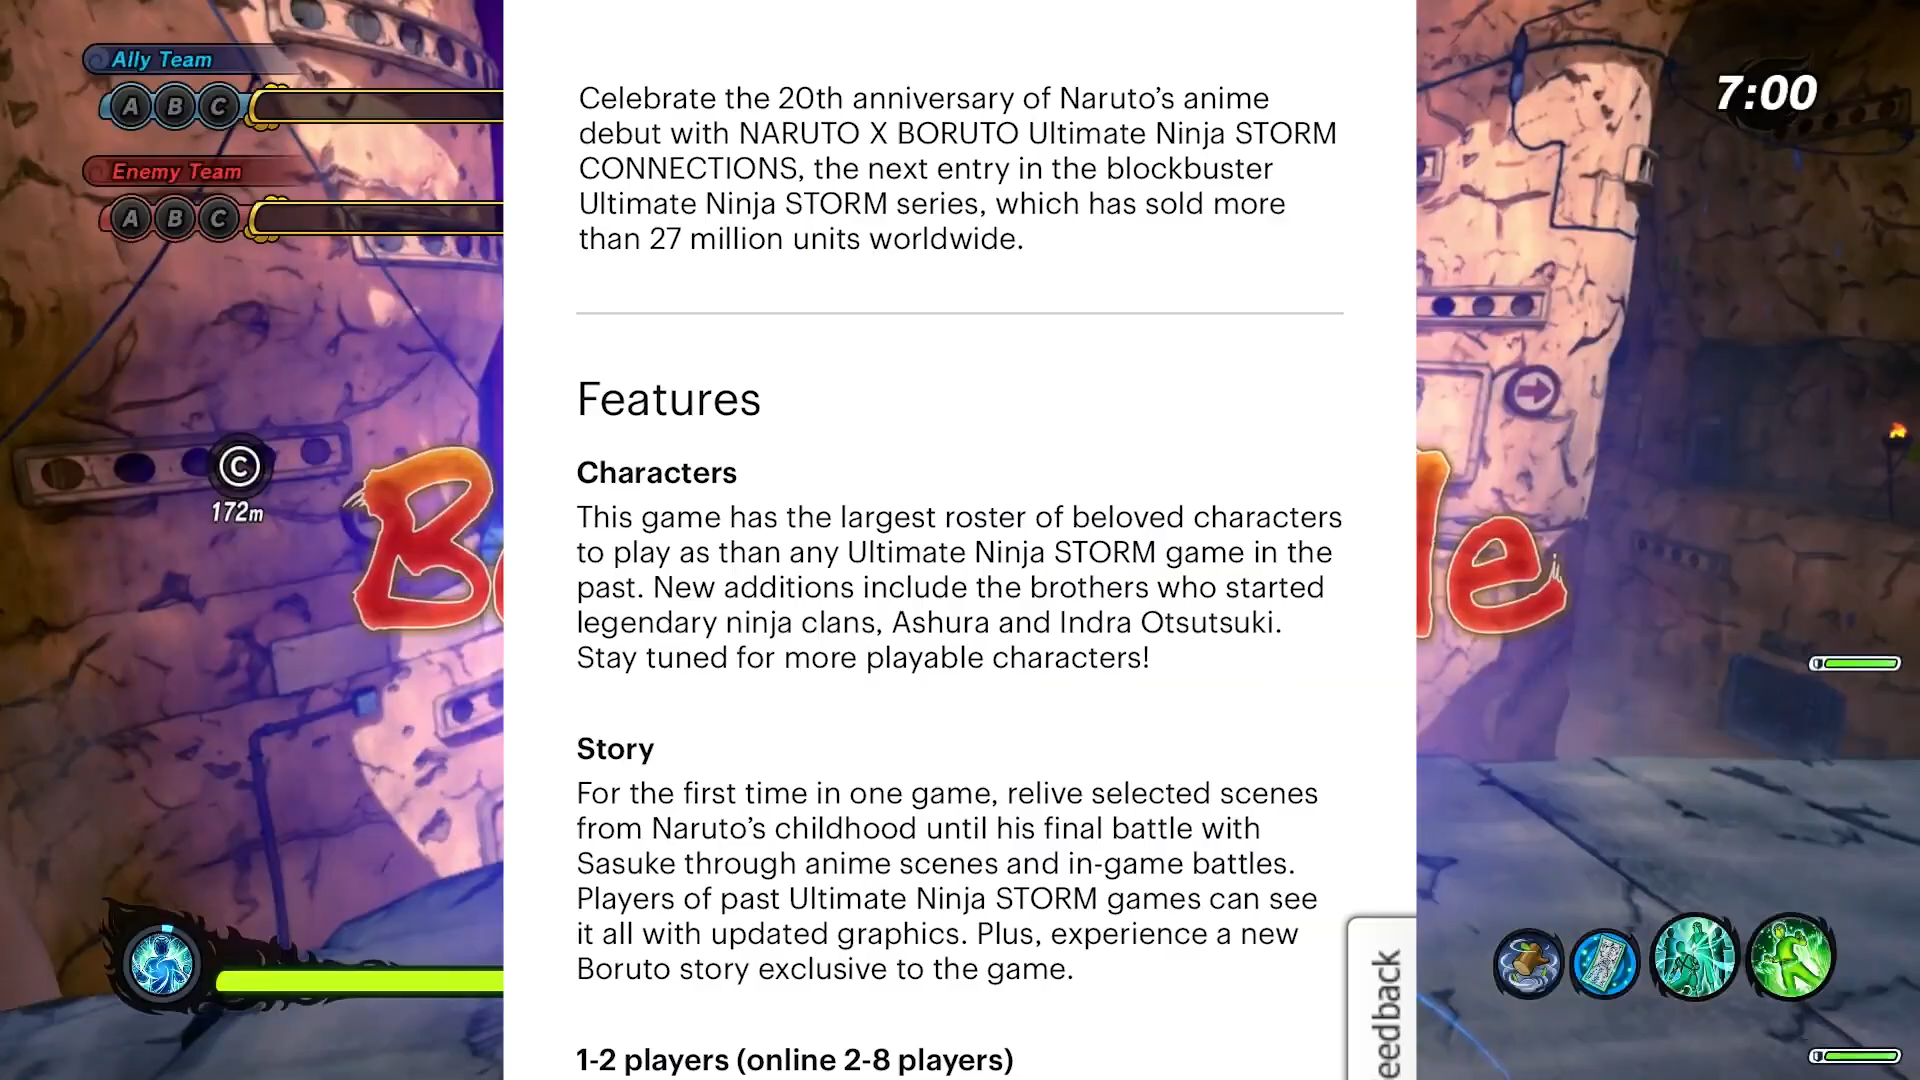 Ally Team
A B C
Enemy Team
A B C
7:00
C
172m
B
le
Celebrate the 20th anniversary of Naruto’s anime
debut with NARUTO X BORUTO Ultimate Ninja STORM
CONNECTIONS, the next entry in the blockbuster
Ultimate Ninja STORM series, which has sold more
than 27 million units worldwide.
Features
Characters
This game has the largest roster of beloved characters
to play as than any Ultimate Ninja STORM game in the
past. New additions include the brothers who started
legendary ninja clans, Ashura and Indra Otsutsuki.
Stay tuned for more playable characters!
Story
For the first time in one game, relive selected scenes
from Naruto’s childhood until his final battle with
Sasuke through anime scenes and in-game battles.
Players of past Ultimate Ninja STORM games can see
it all with updated graphics. Plus, experience a new
Boruto story exclusive to the game.
1-2 players (online 2-8 players)
eedback